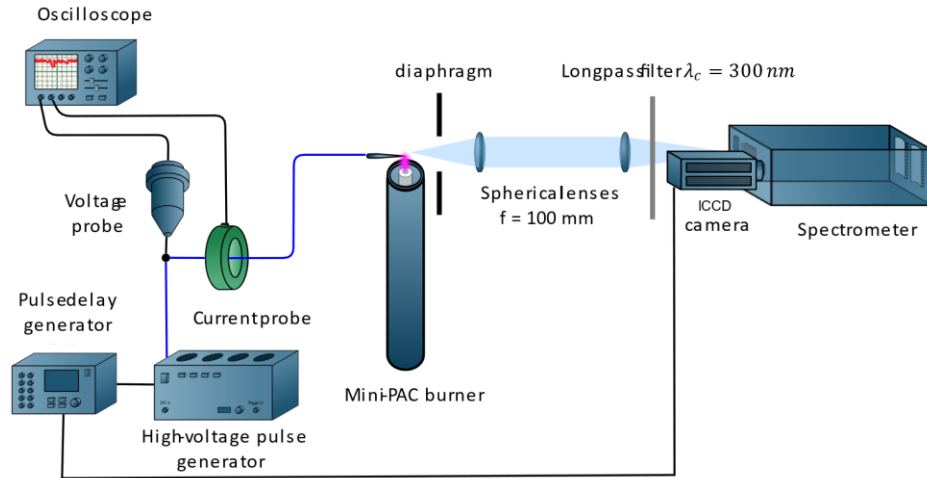 Oscilloscope
diaphragm
Longpassfilter λc = 300 nm
Voltage
probe
Sphericallenses
f = 100 mm
ICCD
camera
Spectrometer
Pulsedelay
generator
Currentprobe
Mini-PAC burner
High-voltage pulse
generator